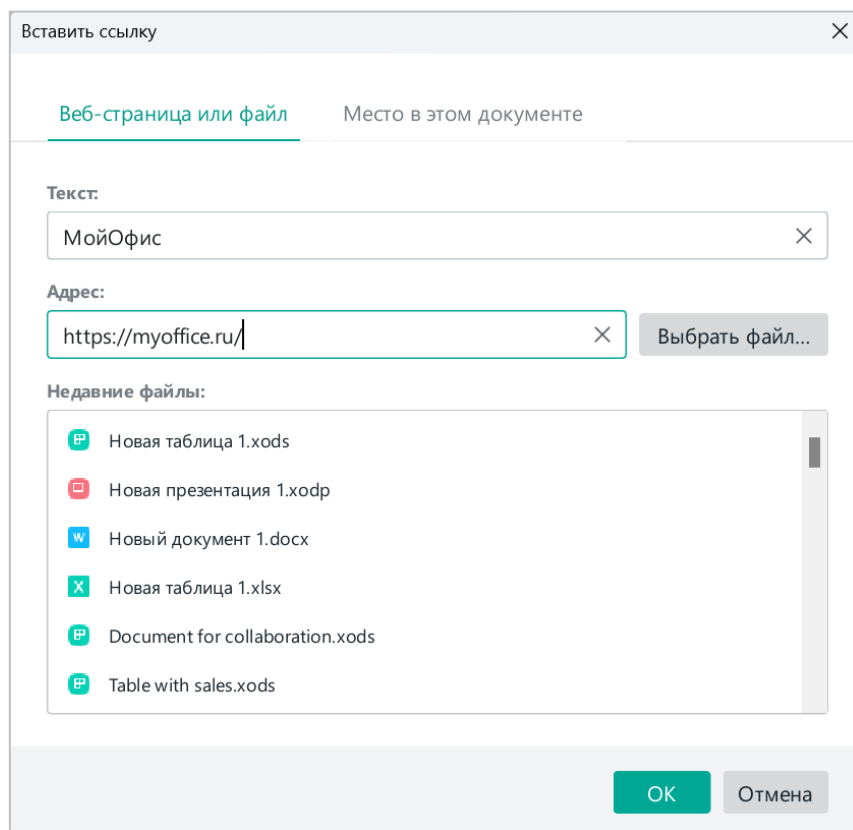 Вставить ссылку
Веб-страница или файл Место в этом документе
Текст:
МойОфис
Адрес:
https://myoffice.ru/ Выбрать файл...
Недавние файлы:
Новая таблица 1.xods
Новая презентация 1.xodp
Новый документ 1.docx
Новая таблица 1.xlsx
Document for collaboration.xods
Table with sales.xods
OK Отмена